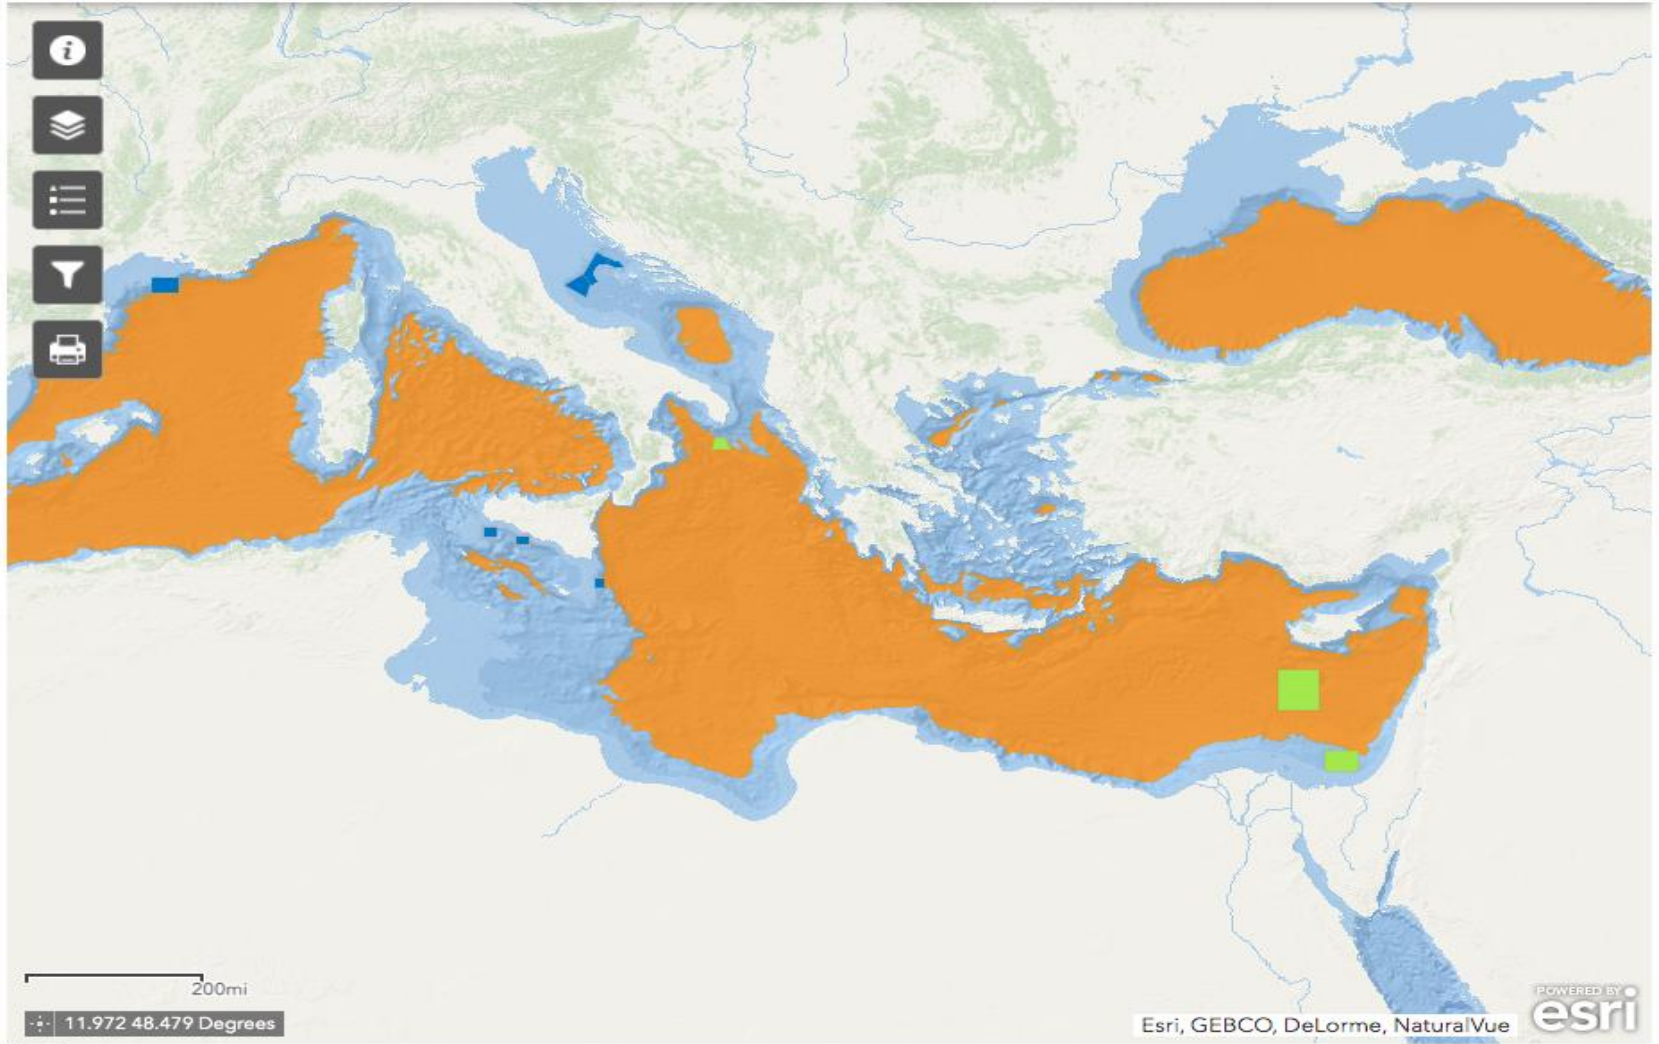 i
200mi
11.972 48.479 Degrees
Esri, GEBCO, DeLorme, NaturalVue
POWERED BY
esri